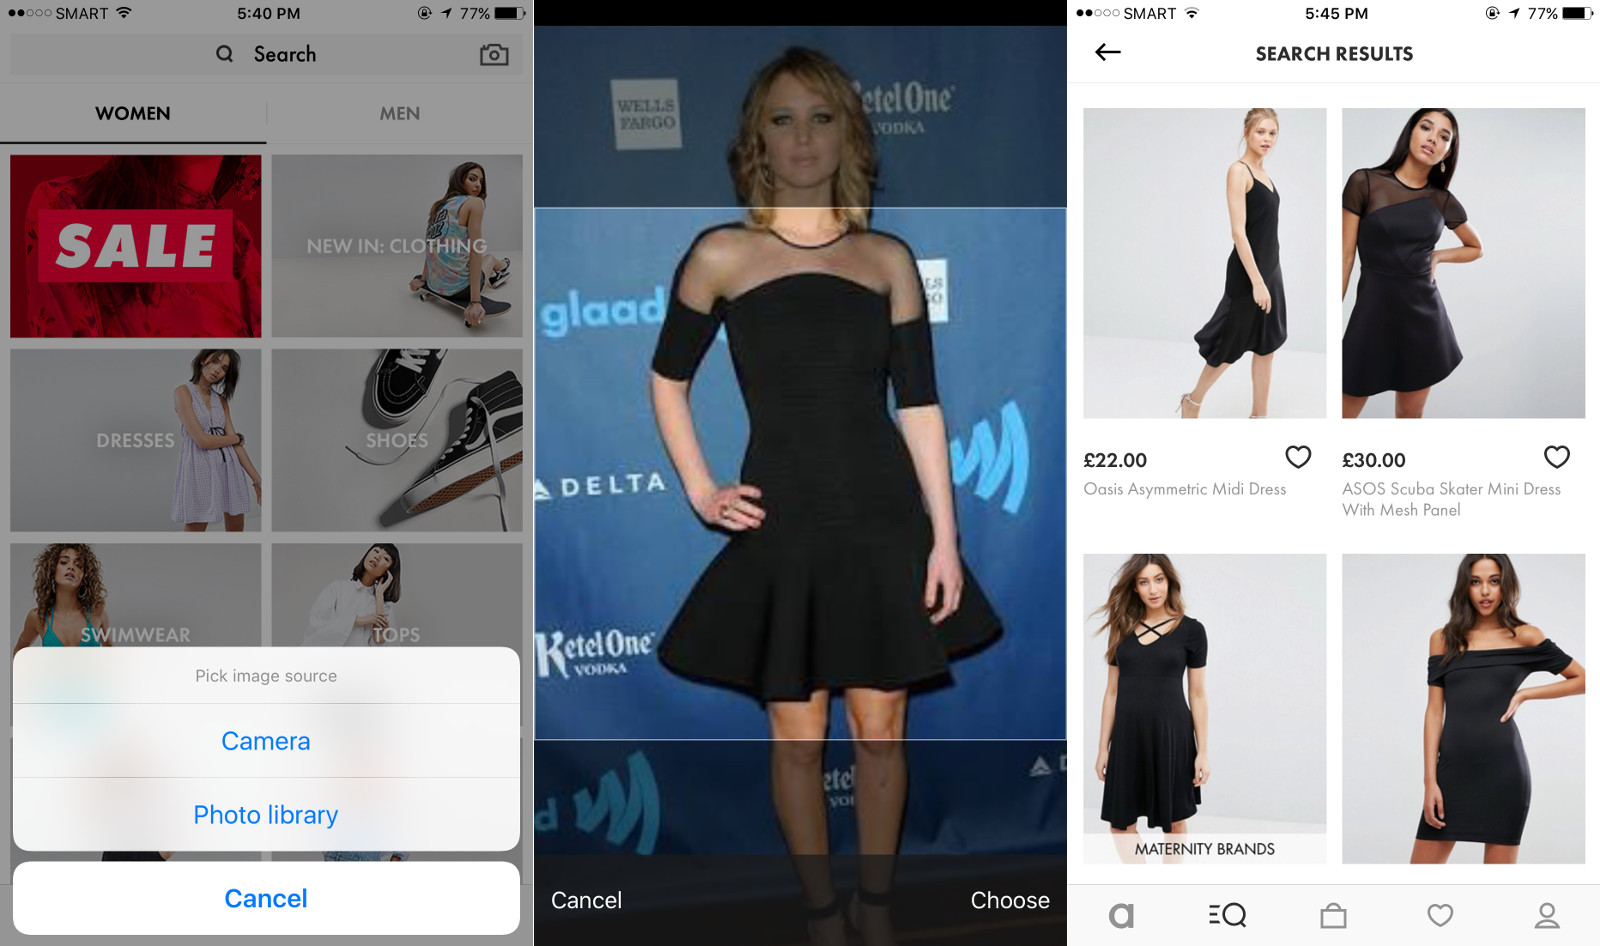 SMART
5:40 PM
77%
Search
WOMEN
MEN
SALE
NEW IN: CLOTHING
DRESSES
SHOES
SWIMWEAR
TOPS
Pick image source
Camera
Photo library
Cancel
WELLS
FARGO
Ketel One
VODKA
glaad
DELTA
Ketel One
VODKA
Cancel
Choose
SMART
5:45 PM
77%
SEARCH RESULTS
£22.00
Oasis Asymmetric Midi Dress
£30.00
ASOS Scuba Skater Mini Dress
With Mesh Panel
MATERNITY BRANDS
a